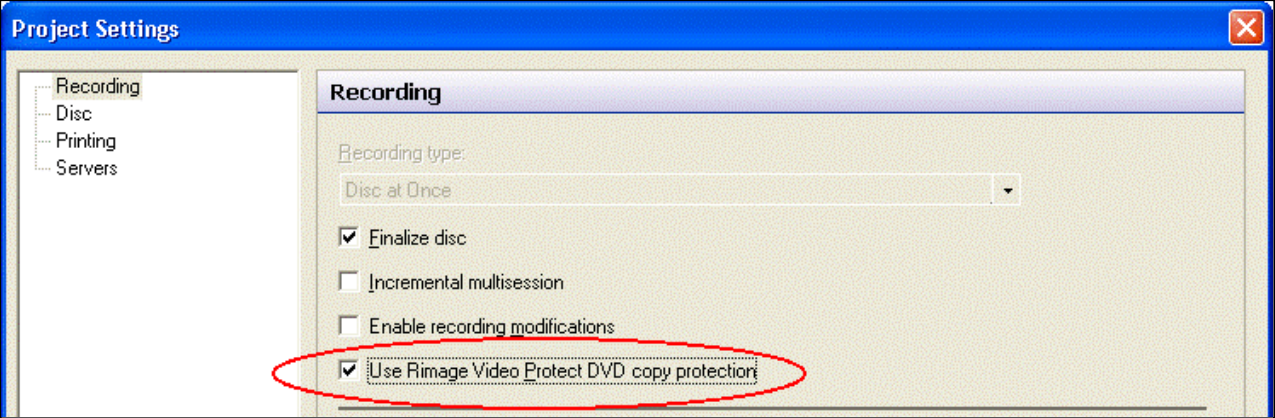 Project Settings
Recording
Disc
Printing
Servers
Recording
Recording type:
Disc at Once
Finalize disc
Incremental multisession
Enable recording modifications
Use Rimage Video Protect DVD copy protection